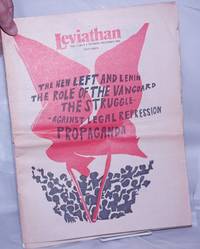 Leviathan
THE NEW LEFT AND LENIN
THE ROLE OF THE VANGUARD
THE STRUGGLE
AGAINST LEGAL REPRESSION
PROPAGANDA